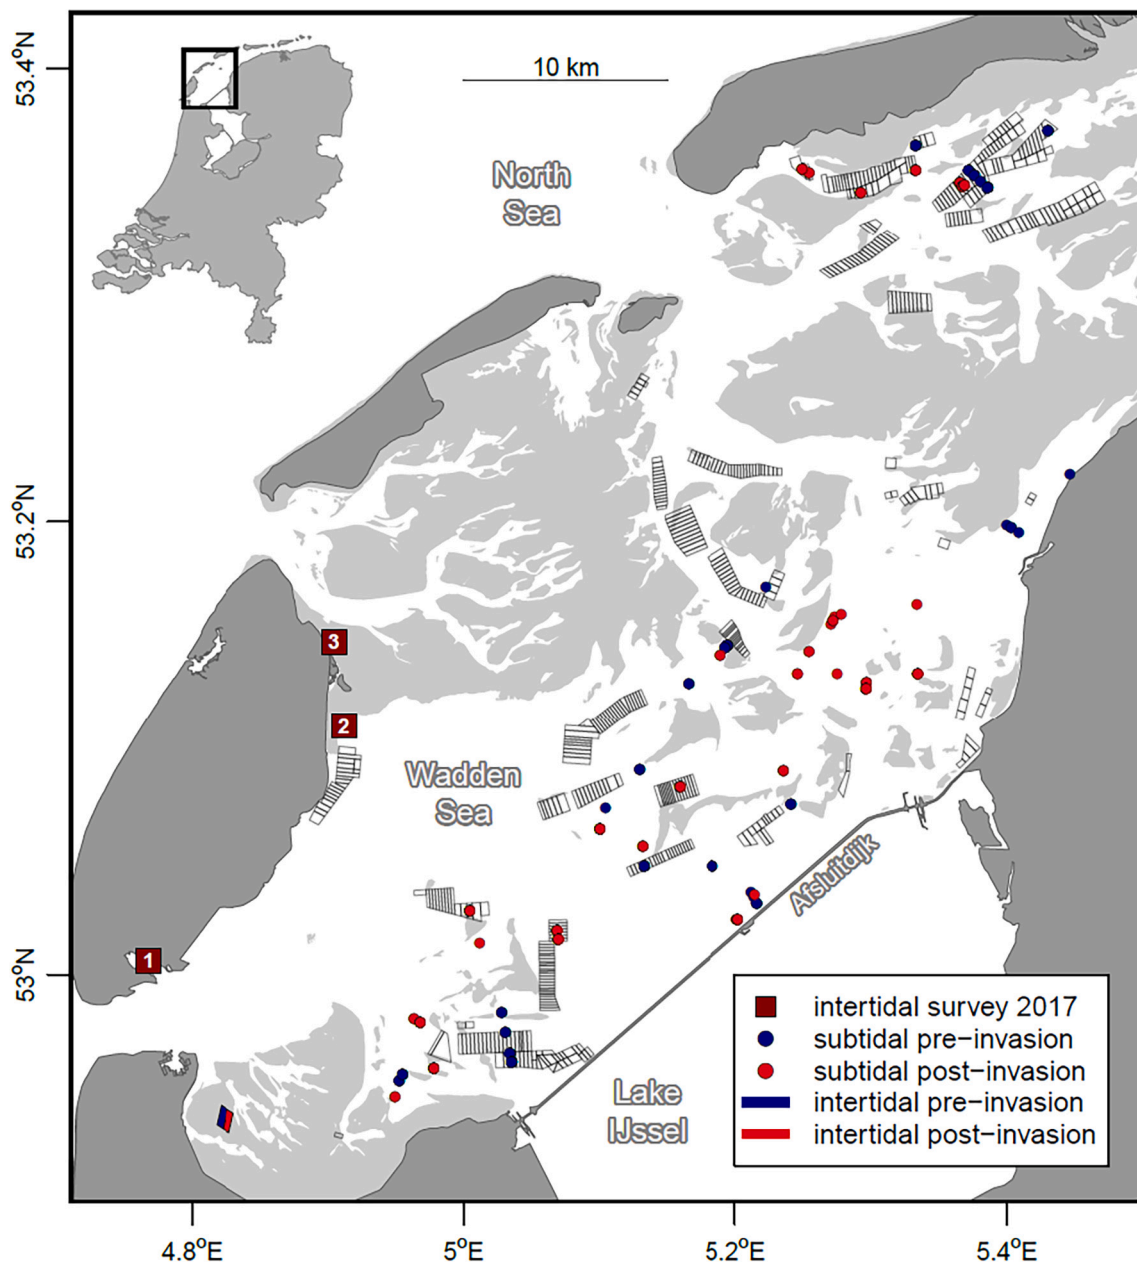 53.4°N
53.2°N
53°N
10 km
North
Sea
3
2
Wadden
Sea
1
Afsluitdijk
Lake
IJssel
intertidal survey 2017
subtidal pre−invasion
subtidal post−invasion
intertidal pre−invasion
intertidal post−invasion
4.8°E
5°E
5.2°E
5.4°E